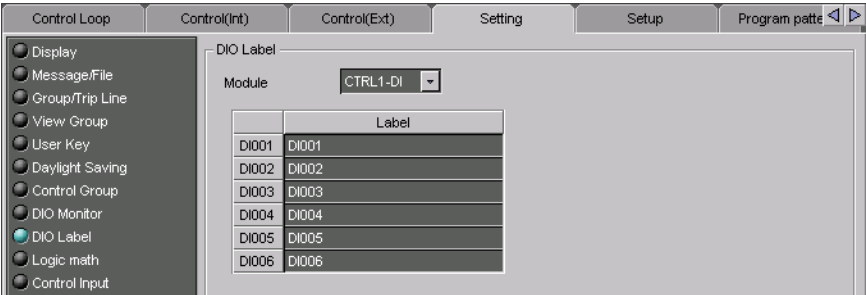 Control Loop Control(Int) Control(Ext) Setting Setup Program patte
Display
Message/File
Group/Trip Line
View Group
User Key
Daylight Saving
Control Group
DIO Monitor
DIO Label
Logic math
Control Input
DIO Label
Module CTRL1-DI
Label
DI001 DI001
DI002 DI002
DI003 DI003
DI004 DI004
DI005 DI005
DI006 DI006